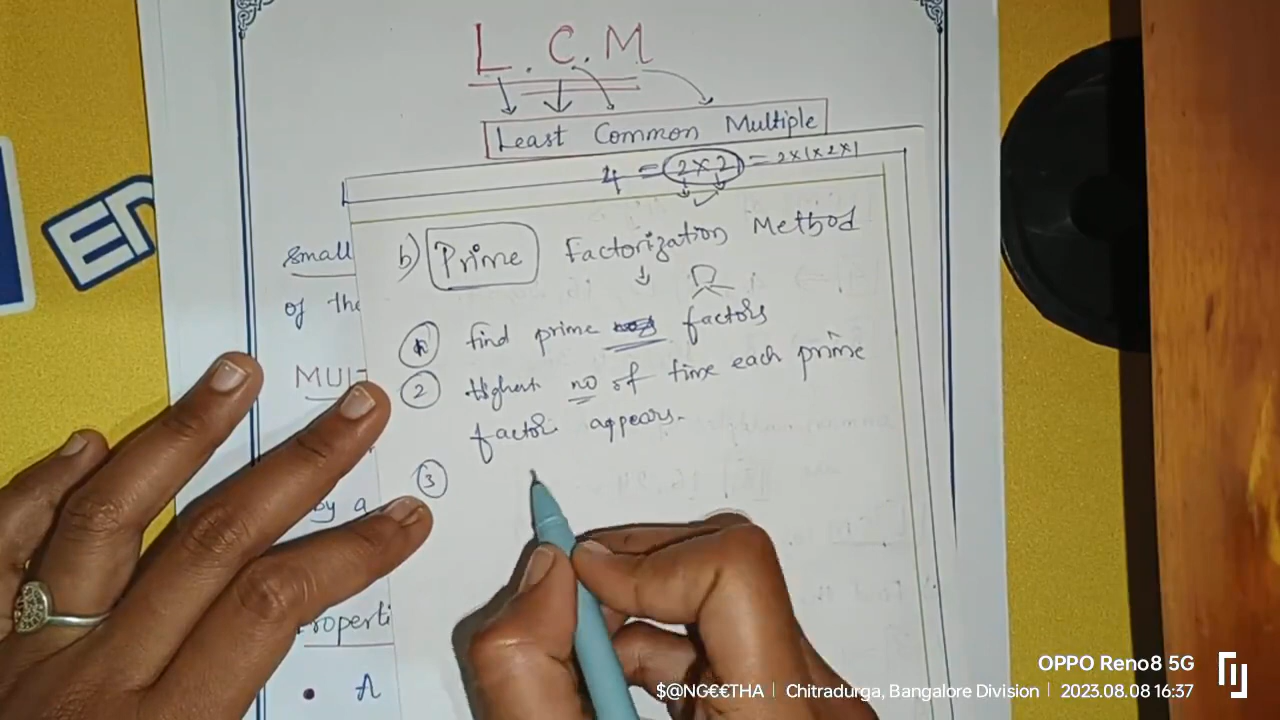 L.C.M
Least Common Multiple
4 = 2×2 = 2×1×2×1
b) Prime Factorization Method
find prime factors
2 Highest no of time each prime
factor appears.
3
small
of the
MUL
by a
Properti
• A
EN
OPPO Reno8 5G
$@NG€€THA | Chitradurga, Bangalore Division | 2023.08.08 16:37